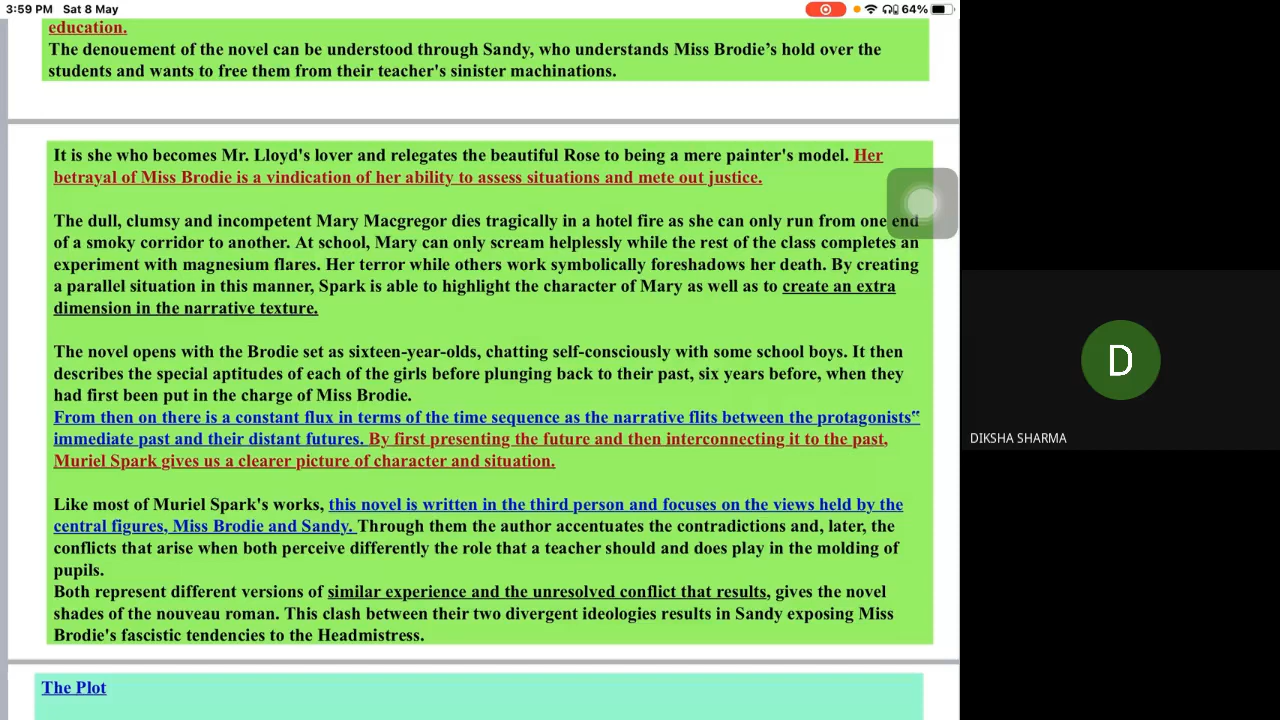 3:59 PM Sat 8 May
64%
education.
The denouement of the novel can be understood through Sandy, who understands Miss Brodie’s hold over the
students and wants to free them from their teacher's sinister machinations.
It is she who becomes Mr. Lloyd's lover and relegates the beautiful Rose to being a mere painter's model. Her
betrayal of Miss Brodie is a vindication of her ability to assess situations and mete out justice.
The dull, clumsy and incompetent Mary Macgregor dies tragically in a hotel fire as she can only run from one end
of a smoky corridor to another. At school, Mary can only scream helplessly while the rest of the class completes an
experiment with magnesium flares. Her terror while others work symbolically foreshadows her death. By creating
a parallel situation in this manner, Spark is able to highlight the character of Mary as well as to create an extra
dimension in the narrative texture.
The novel opens with the Brodie set as sixteen-year-olds, chatting self-consciously with some school boys. It then
describes the special aptitudes of each of the girls before plunging back to their past, six years before, when they
had first been put in the charge of Miss Brodie.
From then on there is a constant flux in terms of the time sequence as the narrative flits between the protagonists‟
immediate past and their distant futures. By first presenting the future and then interconnecting it to the past,
Muriel Spark gives us a clearer picture of character and situation.
Like most of Muriel Spark's works, this novel is written in the third person and focuses on the views held by the
central figures, Miss Brodie and Sandy. Through them the author accentuates the contradictions and, later, the
conflicts that arise when both perceive differently the role that a teacher should and does play in the molding of
pupils.
Both represent different versions of similar experience and the unresolved conflict that results, gives the novel
shades of the nouveau roman. This clash between their two divergent ideologies results in Sandy exposing Miss
Brodie's fascistic tendencies to the Headmistress.
The Plot
D
DIKSHA SHARMA